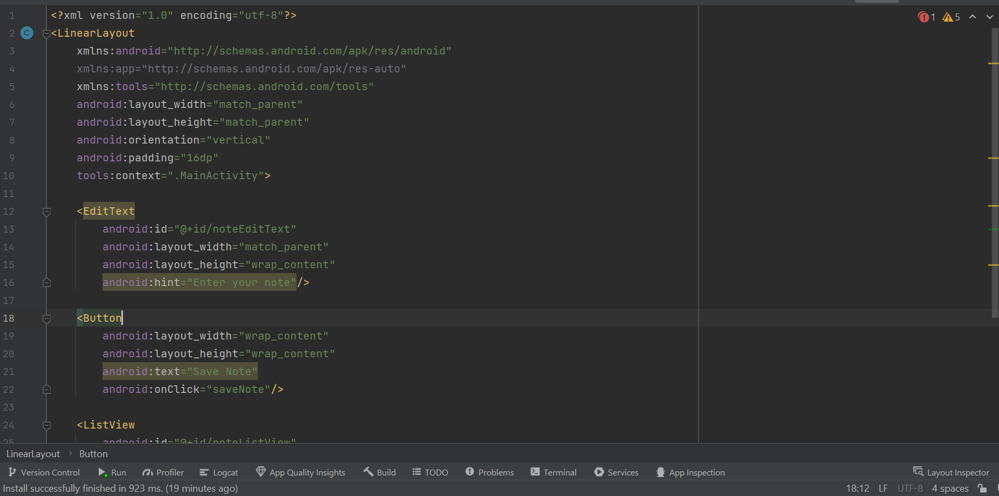 1 <?xml version="1.0" encoding="utf-8"?>
1 5
2 C <LinearLayout
3 xmlns:android="http://schemas.android.com/apk/res/android"
4 xmlns:app="http://schemas.android.com/apk/res-auto"
5 xmlns:tools="http://schemas.android.com/tools"
6 android:layout_width="match_parent"
7 android:layout_height="match_parent"
8 android:orientation="vertical"
9 android:padding="16dp"
10 tools:context=".MainActivity">
11
12 <EditText
13 android:id="@+id/noteEditText"
14 android:layout_width="match_parent"
15 android:layout_height="wrap_content"
16 android:hint="Enter your note"/>
17
18 <Button
19 android:layout_width="wrap_content"
20 android:layout_height="wrap_content"
21 android:text="Save Note"
22 android:onClick="saveNote"/>
23
24 <ListView
25 android:id="@+id/noteListView"
LinearLayout › Button
Version Control Run Profiler Logcat App Quality Insights Build TODO Problems Terminal Services App Inspection Layout Inspector
Install successfully finished in 923 ms. (19 minutes ago) 18:12 LF UTF-8 4 spaces